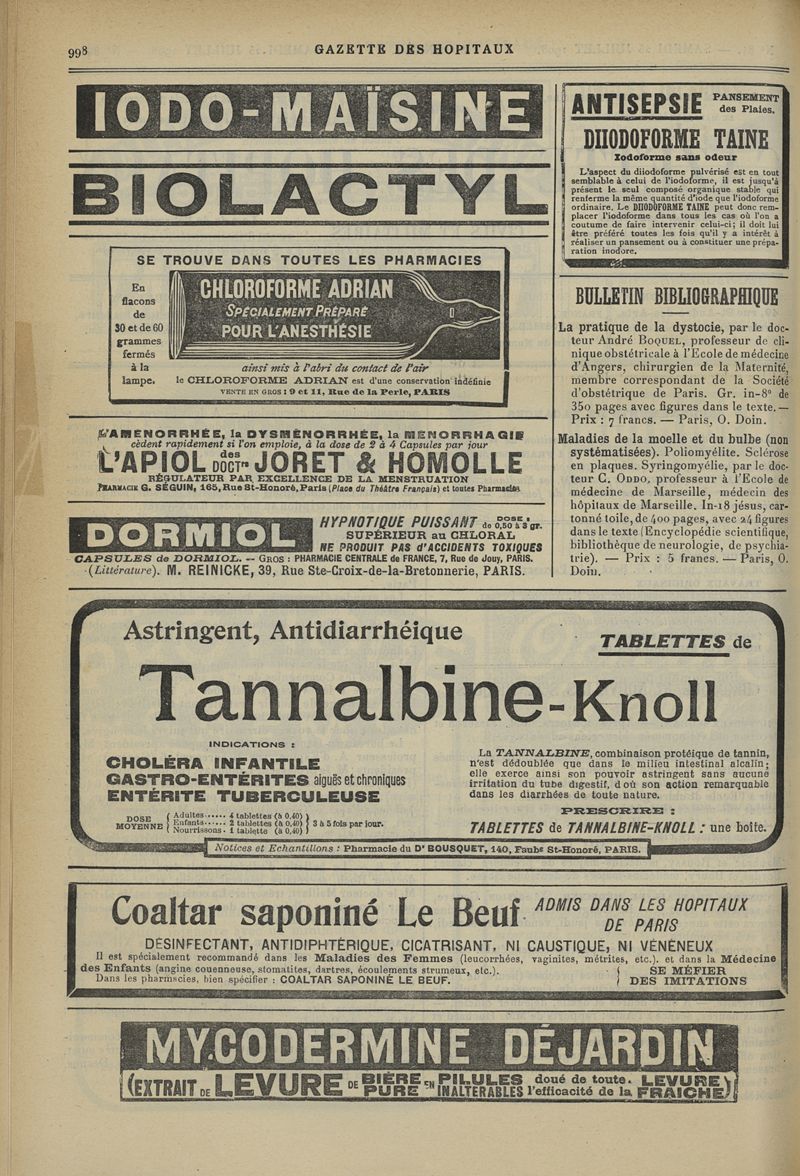 998
GAZETTE DES HOPITAUX
IODO-MAÏSINE
BIOLACTYL
SE TROUVE DANS TOUTES LES PHARMACIES
En
flacons
de
30 et de 60
grammes
fermés
à la
lampe.
CHLOROFORME ADRIAN
SPÉCIALEMENT PRÉPARÉ
POUR L'ANESTHÉSIE
ainsi mis à l'abri du contact de l'air
le CHLOROFORME ADRIAN est d'une conservation indéfinie
VENTE EN GROS : 9 et 11, Rue de la Perle, PARIS
L'AMÉNORRHÉE, la DYSMÉNORRHÉE, la MENORRHAGIE
cèdent rapidement si l'on emploie, à la dose de 2 à 4 Capsules par jour
L'APIOL des DOCTrs JORET & HOMOLLE
RÉGULATEUR PAR EXCELLENCE DE LA MENSTRUATION
PHARMACIE G. SÉGUIN, 165, Rue St-Honoré, Paris (Place du Théâtre Français) et toutes Pharmacies
DORMIOL
HYPNOTIQUE PUISSANT DOSE : de 0,50 à 3 gr.
SUPÉRIEUR au CHLORAL
NE PRODUIT PAS d'ACCIDENTS TOXIQUES
CAPSULES de DORMIOL. -- GROS : PHARMACIE CENTRALE de FRANCE, 7, Rue de Jouy, PARIS.
(Littérature). M. REINICKE, 39, Rue Ste-Croix-de-la-Bretonnerie, PARIS.
ANTISEPSIE PANSEMENT
des Plaies.
DIIODOFORME TAINE
Iodoforme sans odeur
L'aspect du diiodoforme pulvérisé est en tout
semblable à celui de l'iodoforme, il est jusqu'à
présent le seul composé organique stable qui
renferme la même quantité d'iode que l'iodoforme
ordinaire. Le DIIODOFORME TAINE peut donc rem-
placer l'iodoforme dans tous les cas où l'on a
coutume de faire intervenir celui-ci; il doit lui
être préféré toutes les fois qu'il y a intérêt à
réaliser un pansement ou à constituer une prépa-
ration inodore.
BULLETIN BIBLIOGRAPHIQUE
La pratique de la dystocie, par le doc-
teur André BOQUEL, professeur de cli-
nique obstétricale à l'Ecole de médecine
d'Angers, chirurgien de la Maternité,
membre correspondant de la Société
d'obstétrique de Paris. Gr. in-8° de
350 pages avec figures dans le texte. —
Prix : 7 francs. — Paris, O. Doin.
Maladies de la moelle et du bulbe (non
systématisées). Poliomyélite. Sclérose
en plaques. Syringomyélie, par le doc-
teur C. ODDO, professeur à l'Ecole de
médecine de Marseille, médecin des
hôpitaux de Marseille. In-18 jésus, car-
tonné toile, de 400 pages, avec 24 figures
dans le texte (Encyclopédie scientifique,
bibliothèque de neurologie, de psychia-
trie). — Prix : 5 francs. — Paris, O.
Doin.
Astringent, Antidiarrhéique
TABLETTES de
Tannalbine-Knoll
INDICATIONS :
CHOLÉRA INFANTILE
GASTRO-ENTÉRITES aiguës et chroniques
ENTÉRITE TUBERCULEUSE
DOSE
MOYENNE
Adultes..... 4 tablettes (à 0,40)
Enfants..... 2 tablettes (à 0,40)
Nourrissons. 1 tablette (à 0,40)
3 à 5 fois par jour.
La TANNALBINE, combinaison protéique de tannin,
n'est dédoublée que dans le milieu intestinal alcalin;
elle exerce ainsi son pouvoir astringent sans aucune
irritation du tube digestif, d'où son action remarquable
dans les diarrhées de toute nature.
PRESCRIRE :
TABLETTES de TANNALBINE-KNOLL : une boîte.
Notices et Echantillons : Pharmacie du Dr BOUSQUET, 140, Faubg St-Honoré, PARIS.
Coaltar saponiné Le Beuf
ADMIS DANS LES HOPITAUX
DE PARIS
DÉSINFECTANT, ANTIDIPHTÉRIQUE, CICATRISANT, NI CAUSTIQUE, NI VÉNÉNEUX
Il est spécialement recommandé dans les Maladies des Femmes (leucorrhées, vaginites, métrites, etc.). et dans la Médecine
des Enfants (angine couenneuse, stomatites, dartres, écoulements strumeux, etc.).
Dans les pharmacies, bien spécifier : COALTAR SAPONINÉ LE BEUF.
SE MÉFIER
DES IMITATIONS
MYCODERMINE DÉJARDIN
(EXTRAIT DE LEVURE DE BIÈRE PURE EN PILULES INALTÉRABLES doué de toute l'efficacité de la LEVURE FRAICHE)